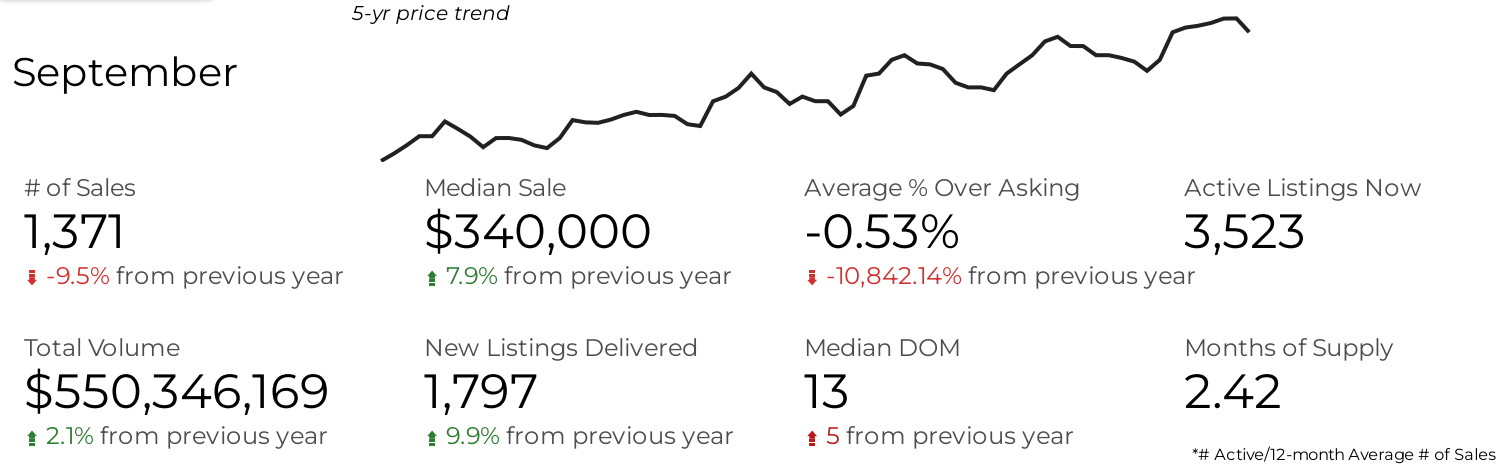 5-yr price trend
September
# of Sales
1,371
-9.5% from previous year
Median Sale
$340,000
7.9% from previous year
Average % Over Asking
-0.53%
-10,842.14% from previous year
Active Listings Now
3,523
Total Volume
$550,346,169
2.1% from previous year
New Listings Delivered
1,797
9.9% from previous year
Median DOM
13
5 from previous year
Months of Supply
2.42
*# Active/12-month Average # of Sales